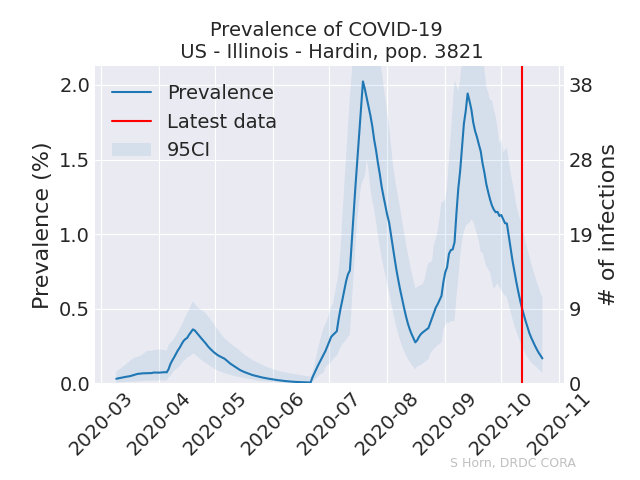 Prevalence of COVID-19
US - Illinois - Hardin, pop. 3821
Prevalence
Latest data
95CI
Prevalence (%)
2.0
1.5
1.0
0.5
0.0
# of infections
38
28
19
9
0
2020-03
2020-04
2020-05
2020-06
2020-07
2020-08
2020-09
2020-10
2020-11
S Horn, DRDC CORA